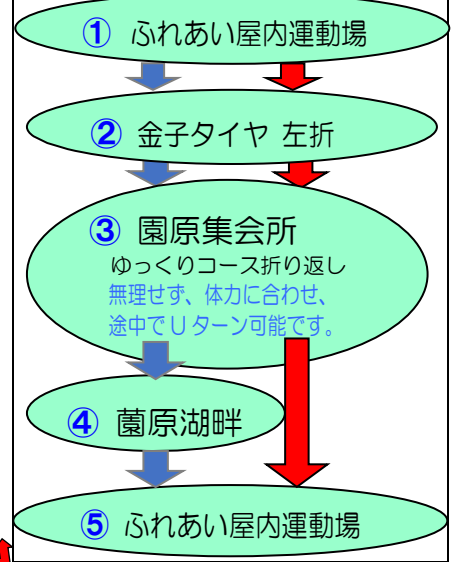 ① ふれあい屋内運動場
② 金子タイヤ 左折
③ 園原集会所
ゆっくりコース折り返し
無理せず、体力に合わせ、
途中でUターン可能です。
④ 薗原湖畔
⑤ ふれあい屋内運動場